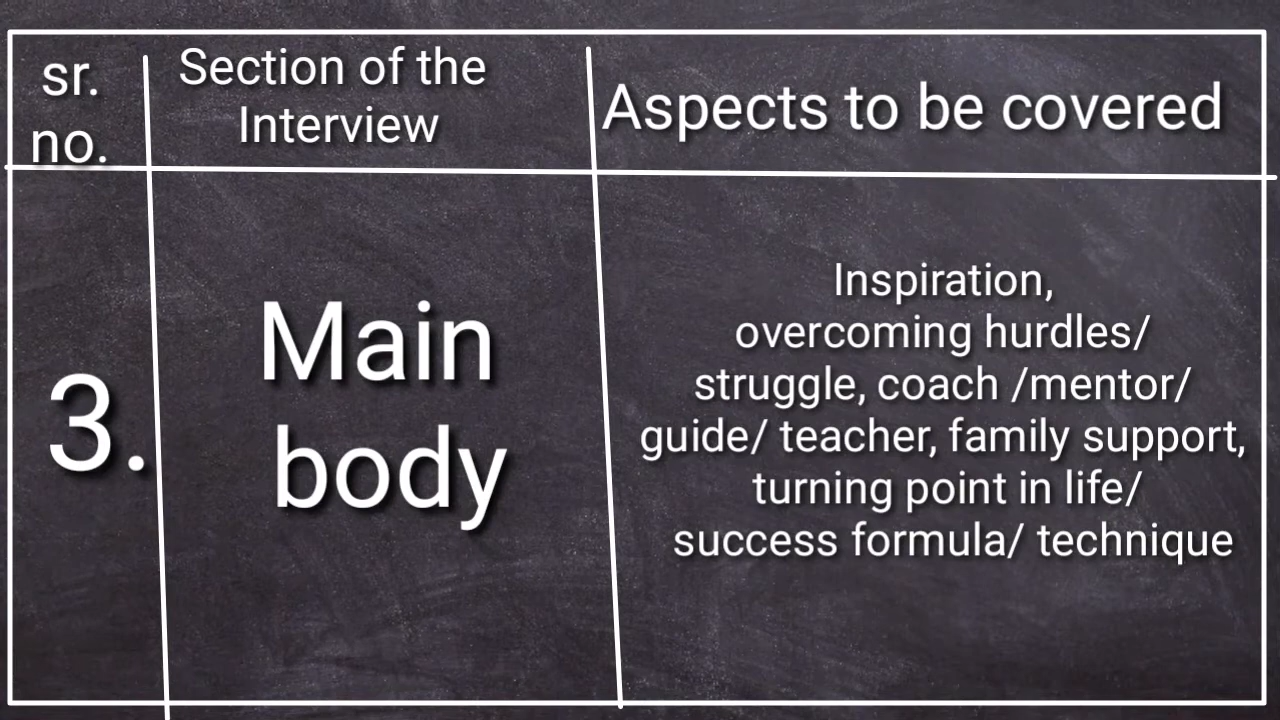 sr.
no.
Section of the
Interview
Aspects to be covered
3.
Main
body
Inspiration,
overcoming hurdles/
struggle, coach /mentor/
guide/ teacher, family support,
turning point in life/
success formula/ technique